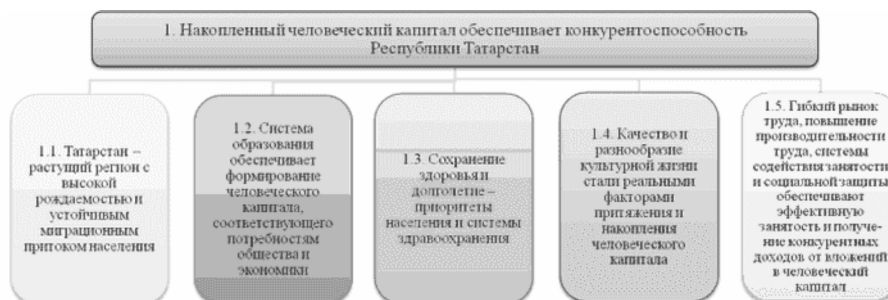 1. Накопленный человеческий капитал обеспечивает конкурентоспособность
Республики Татарстан
1.1. Татарстан –
растущий регион с
высокой
рождаемостью и
устойчивым
миграционным
притоком населения
1.2. Система
образования
обеспечивает
формирование
человеческого
капитала,
соответствующего
потребностям
общества и
экономики
1.3. Сохранение
здоровья и
долголетие –
приоритеты
населения и системы
здравоохранения
1.4. Качество и
разнообразие
культурной жизни
стали реальными
факторами
притяжения и
накопления
человеческого
капитала
1.5. Гибкий рынок
труда, повышение
производительности
труда, системы
содействия занятости
и социальной защиты
обеспечивают
эффективную
занятость и получе-
ние конкурентных
доходов от вложений
в человеческий
капитал